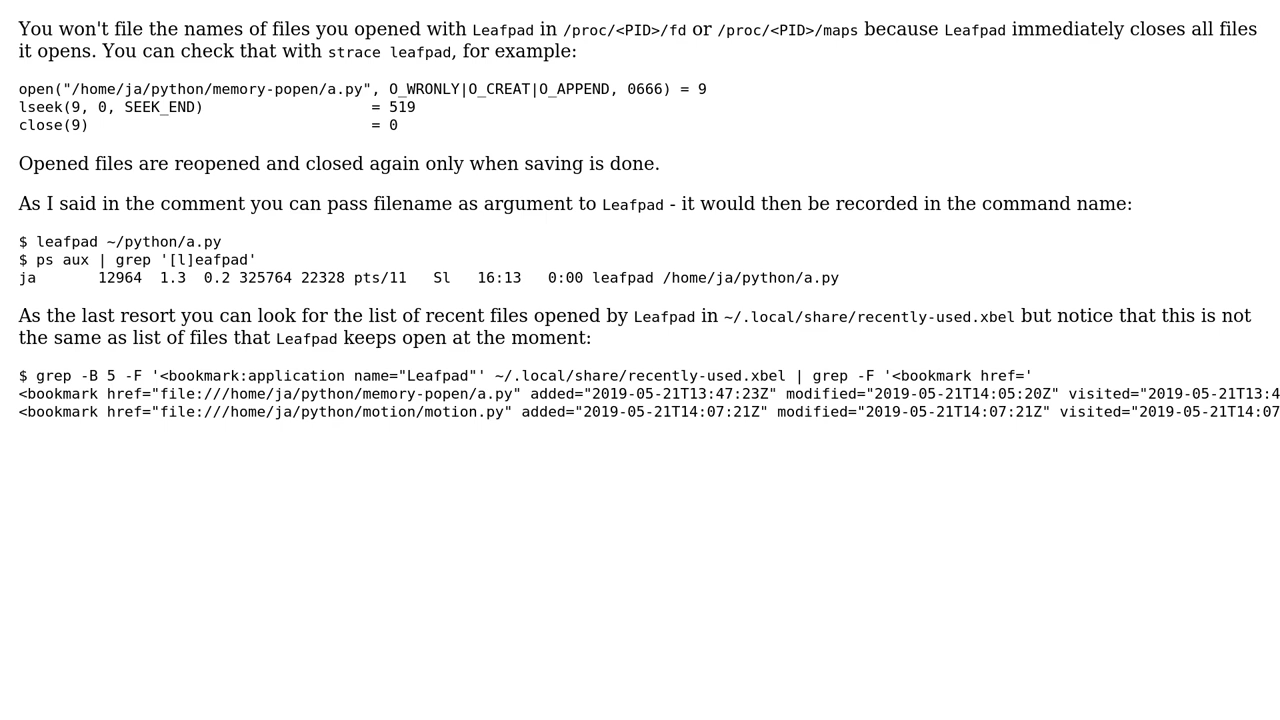 You won't file the names of files you opened with Leafpad in /proc/<PID>/fd or /proc/<PID>/maps because Leafpad immediately closes all files
it opens. You can check that with strace leafpad, for example:
open("/home/ja/python/memory-popen/a.py", O_WRONLY|O_CREAT|O_APPEND, 0666) = 9
lseek(9, 0, SEEK_END)                   = 519
close(9)                                = 0
Opened files are reopened and closed again only when saving is done.
As I said in the comment you can pass filename as argument to Leafpad - it would then be recorded in the command name:
$ leafpad ~/python/a.py
$ ps aux | grep '[l]eafpad'
ja       12964  1.3  0.2 325764 22328 pts/11   Sl   16:13   0:00 leafpad /home/ja/python/a.py
As the last resort you can look for the list of recent files opened by Leafpad in ~/.local/share/recently-used.xbel but notice that this is not
the same as list of files that Leafpad keeps open at the moment:
$ grep -B 5 -F '<bookmark:application name="Leafpad"' ~/.local/share/recently-used.xbel | grep -F '<bookmark href='
<bookmark href="file:///home/ja/python/memory-popen/a.py" added="2019-05-21T13:47:23Z" modified="2019-05-21T14:05:20Z" visited="2019-05-21T13:4
<bookmark href="file:///home/ja/python/motion/motion.py" added="2019-05-21T14:07:21Z" modified="2019-05-21T14:07:21Z" visited="2019-05-21T14:07